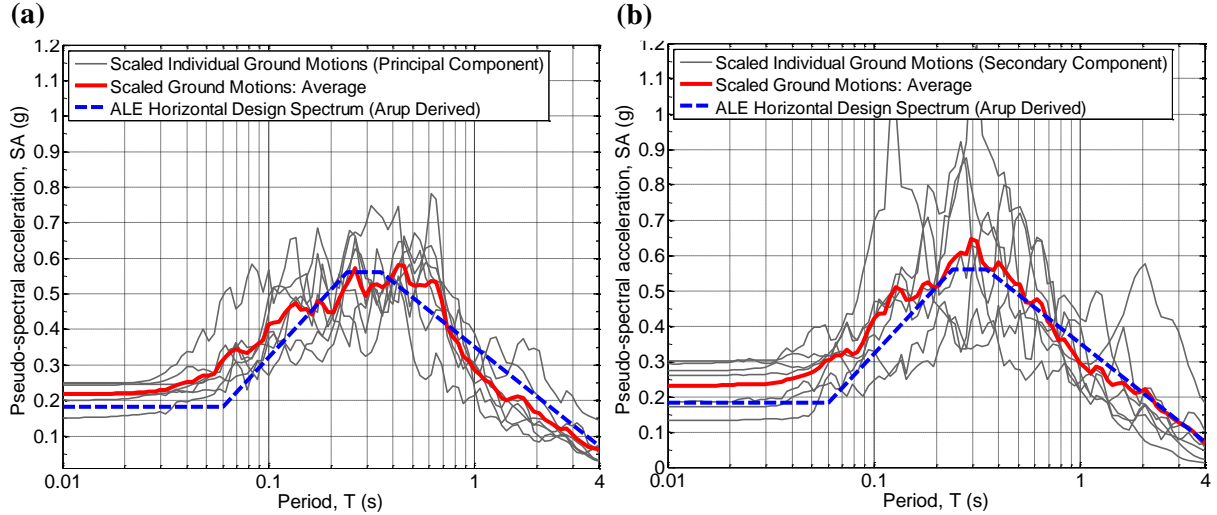 (a)
1.2
1.1
1
0.9
0.8
0.7
0.6
0.5
0.4
0.3
0.2
0.1
Pseudo-spectral acceleration, SA (g)
Scaled Individual Ground Motions (Principal Component)
Scaled Ground Motions: Average
ALE Horizontal Design Spectrum (Arup Derived)
0.01
0.1
1
4
Period, T (s)
(b)
1.2
1.1
1
0.9
0.8
0.7
0.6
0.5
0.4
0.3
0.2
0.1
0
Pseudo-spectral acceleration, SA (g)
Scaled Individual Ground Motions (Secondary Component)
Scaled Ground Motions: Average
ALE Horizontal Design Spectrum (Arup Derived)
0.01
0.1
1
4
Period, T (s)